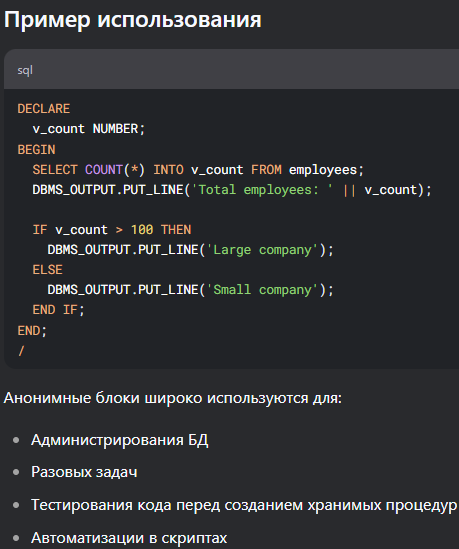 Пример использования
sql
DECLARE
  v_count NUMBER;
BEGIN
  SELECT COUNT(*) INTO v_count FROM employees;
  DBMS_OUTPUT.PUT_LINE('Total employees: ' || v_count);

  IF v_count > 100 THEN
    DBMS_OUTPUT.PUT_LINE('Large company');
  ELSE
    DBMS_OUTPUT.PUT_LINE('Small company');
  END IF;
END;
/
Анонимные блоки широко используются для:
• Администрирования БД
• Разовых задач
• Тестирования кода перед созданием хранимых процедур
• Автоматизации в скриптах